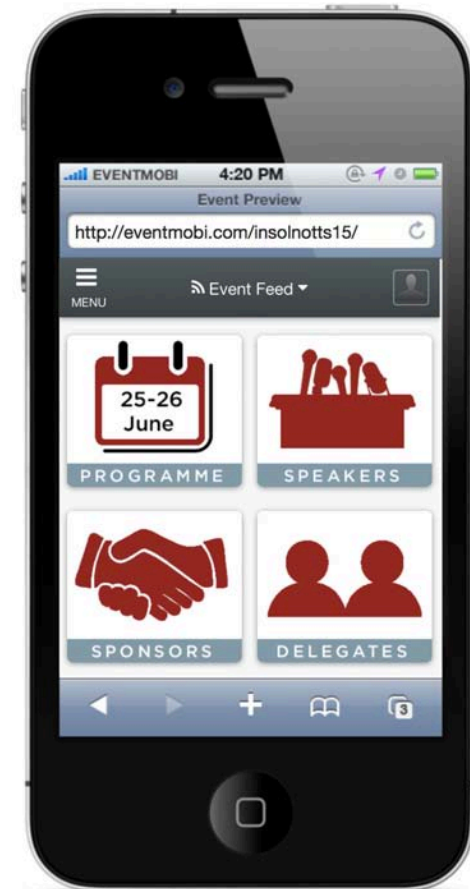 EVENTMOBI 4:20 PM
Event Preview
http://eventmobi.com/insolnotts15/
MENU
Event Feed
25-26
June
PROGRAMME
SPEAKERS
SPONSORS
DELEGATES
3